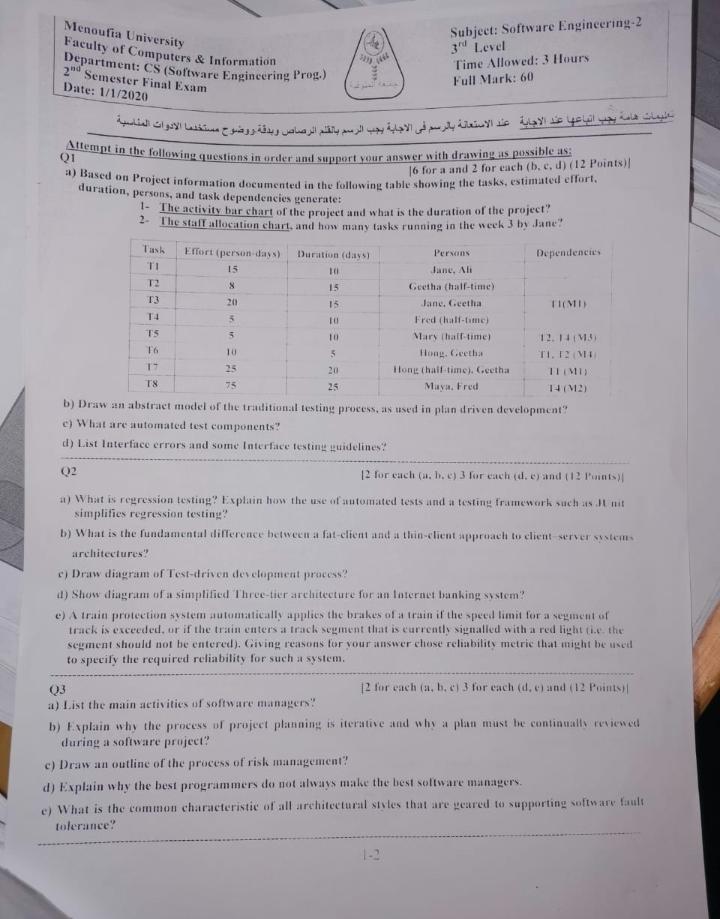 Menoufia University
Faculty of Computers & Information
Department: CS (Software Engineering Prog.)
2nd Semester Final Exam
Date: 1/1/2020
Subject: Software Engineering-2
3rd Level
Time Allowed: 3 Hours
Full Mark: 60
تعليمات هامة يجب اتباعها عند الاجابة عند الاستعانة بالرسم فى الاجابة يجب الرسم بالقلم الرصاص وبدقة ووضوح مستخدما الادوات المناسبة
Attempt in the following questions in order and support your answer with drawing as possible as:
Q1 [6 for a and 2 for each (b, c, d) (12 Points)]
a) Based on Project information documented in the following table showing the tasks, estimated effort,
duration, persons, and task dependencies generate:
1- The activity bar chart of the project and what is the duration of the project?
2- The staff allocation chart, and how many tasks running in the week 3 by Jane?
Task Effort (person-days) Duration (days) Persons Dependencies
T1 15 10 Jane, Ali
T2 8 15 Geetha (half-time)
T3 20 15 Jane, Geetha T1(M1)
T4 5 10 Fred (half-time)
T5 5 10 Mary (half-time) T2, T4 (M3)
T6 10 5 Hong, Geetha T1, T2 (M4)
T7 25 20 Hong (half-time), Geetha T1 (M1)
T8 75 25 Maya, Fred T4 (M2)
b) Draw an abstract model of the traditional testing process, as used in plan driven development?
c) What are automated test components?
d) List Interface errors and some Interface testing guidelines?
Q2 [2 for each (a, b, c) 3 for each (d, e) and (12 Points)]
a) What is regression testing? Explain how the use of automated tests and a testing framework such as JUnit
simplifies regression testing?
b) What is the fundamental difference between a fat-client and a thin-client approach to client-server systems
architectures?
c) Draw diagram of Test-driven development process?
d) Show diagram of a simplified Three-tier architecture for an Internet banking system?
e) A train protection system automatically applies the brakes of a train if the speed limit for a segment of
track is exceeded, or if the train enters a track segment that is currently signalled with a red light (i.e. the
segment should not be entered). Giving reasons for your answer chose reliability metric that might be used
to specify the required reliability for such a system.
Q3 [2 for each (a, b, c) 3 for each (d, e) and (12 Points)]
a) List the main activities of software managers?
b) Explain why the process of project planning is iterative and why a plan must be continually reviewed
during a software project?
c) Draw an outline of the process of risk management?
d) Explain why the best programmers do not always make the best software managers.
e) What is the common characteristic of all architectural styles that are geared to supporting software fault
tolerance?
1-2